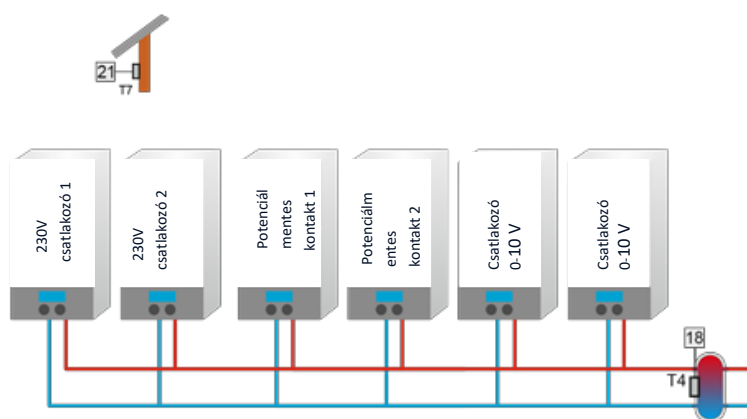 21
T7
230V
csatlakozó 1
230V
csatlakozó 2
Potenciál
mentes
kontakt 1
Potenciálm
entes
kontakt 2
Csatlakozó
0-10 V
Csatlakozó
0-10 V
18
T4